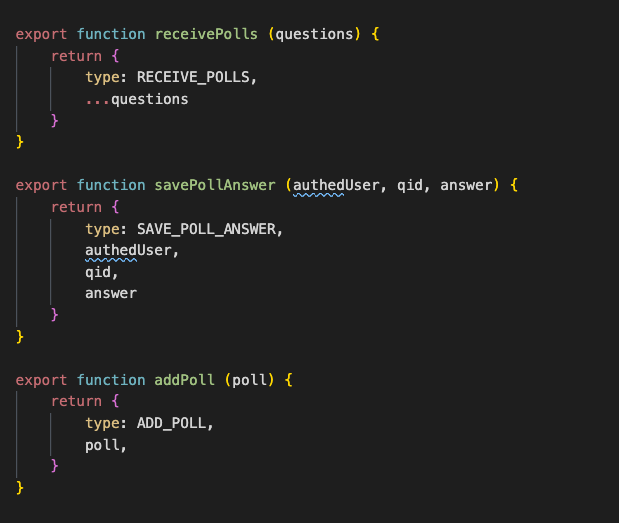 export function receivePolls (questions) {
return {
type: RECEIVE_POLLS,
...questions
}
}
export function savePollAnswer (authedUser, qid, answer) {
return {
type: SAVE_POLL_ANSWER,
authedUser,
qid,
answer
}
}
export function addPoll (poll) {
return {
type: ADD_POLL,
poll,
}
}